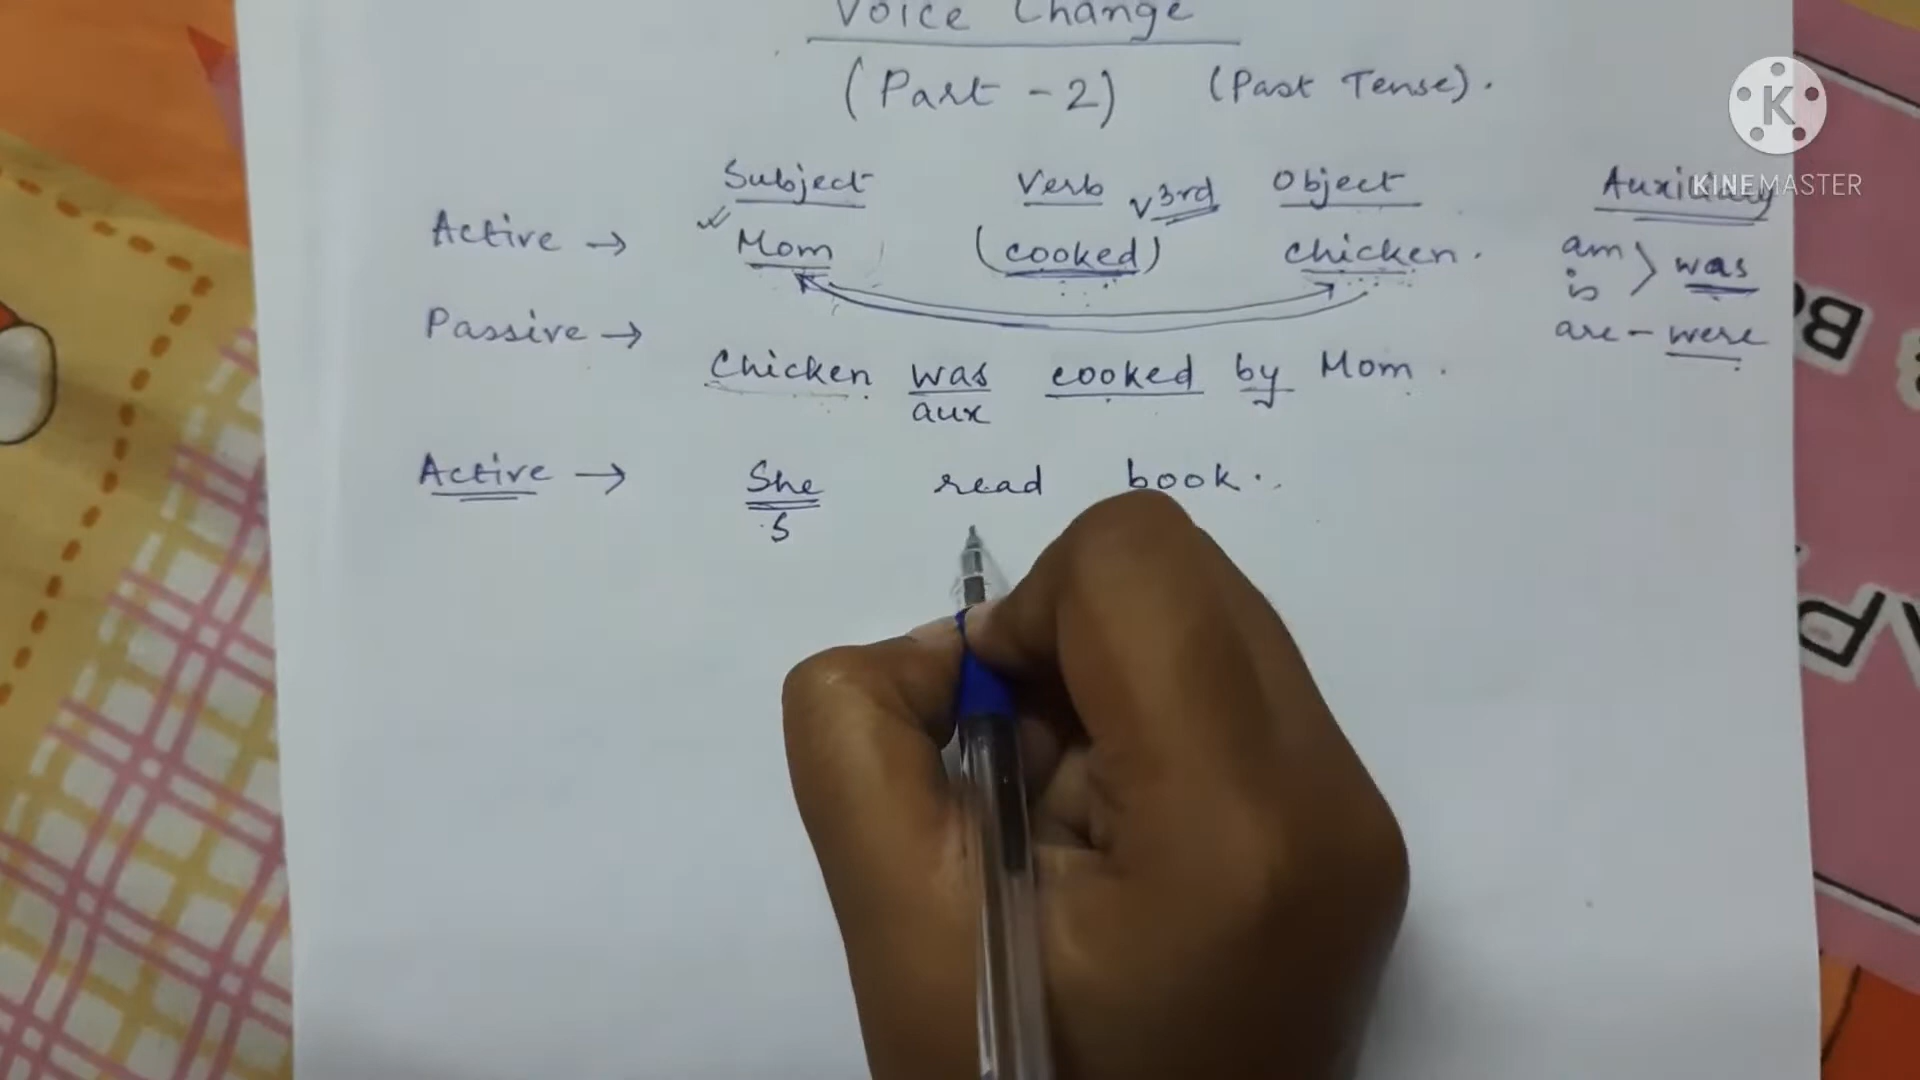 Voice Change
(Part - 2) (Past Tense).
Subject Verb v3rd Object Auxiliary
Active → Mom (cooked) chicken. am is > was
Passive → are - were
Chicken was cooked by Mom.
aux
Active → She read book.
S
K
KINEMASTER